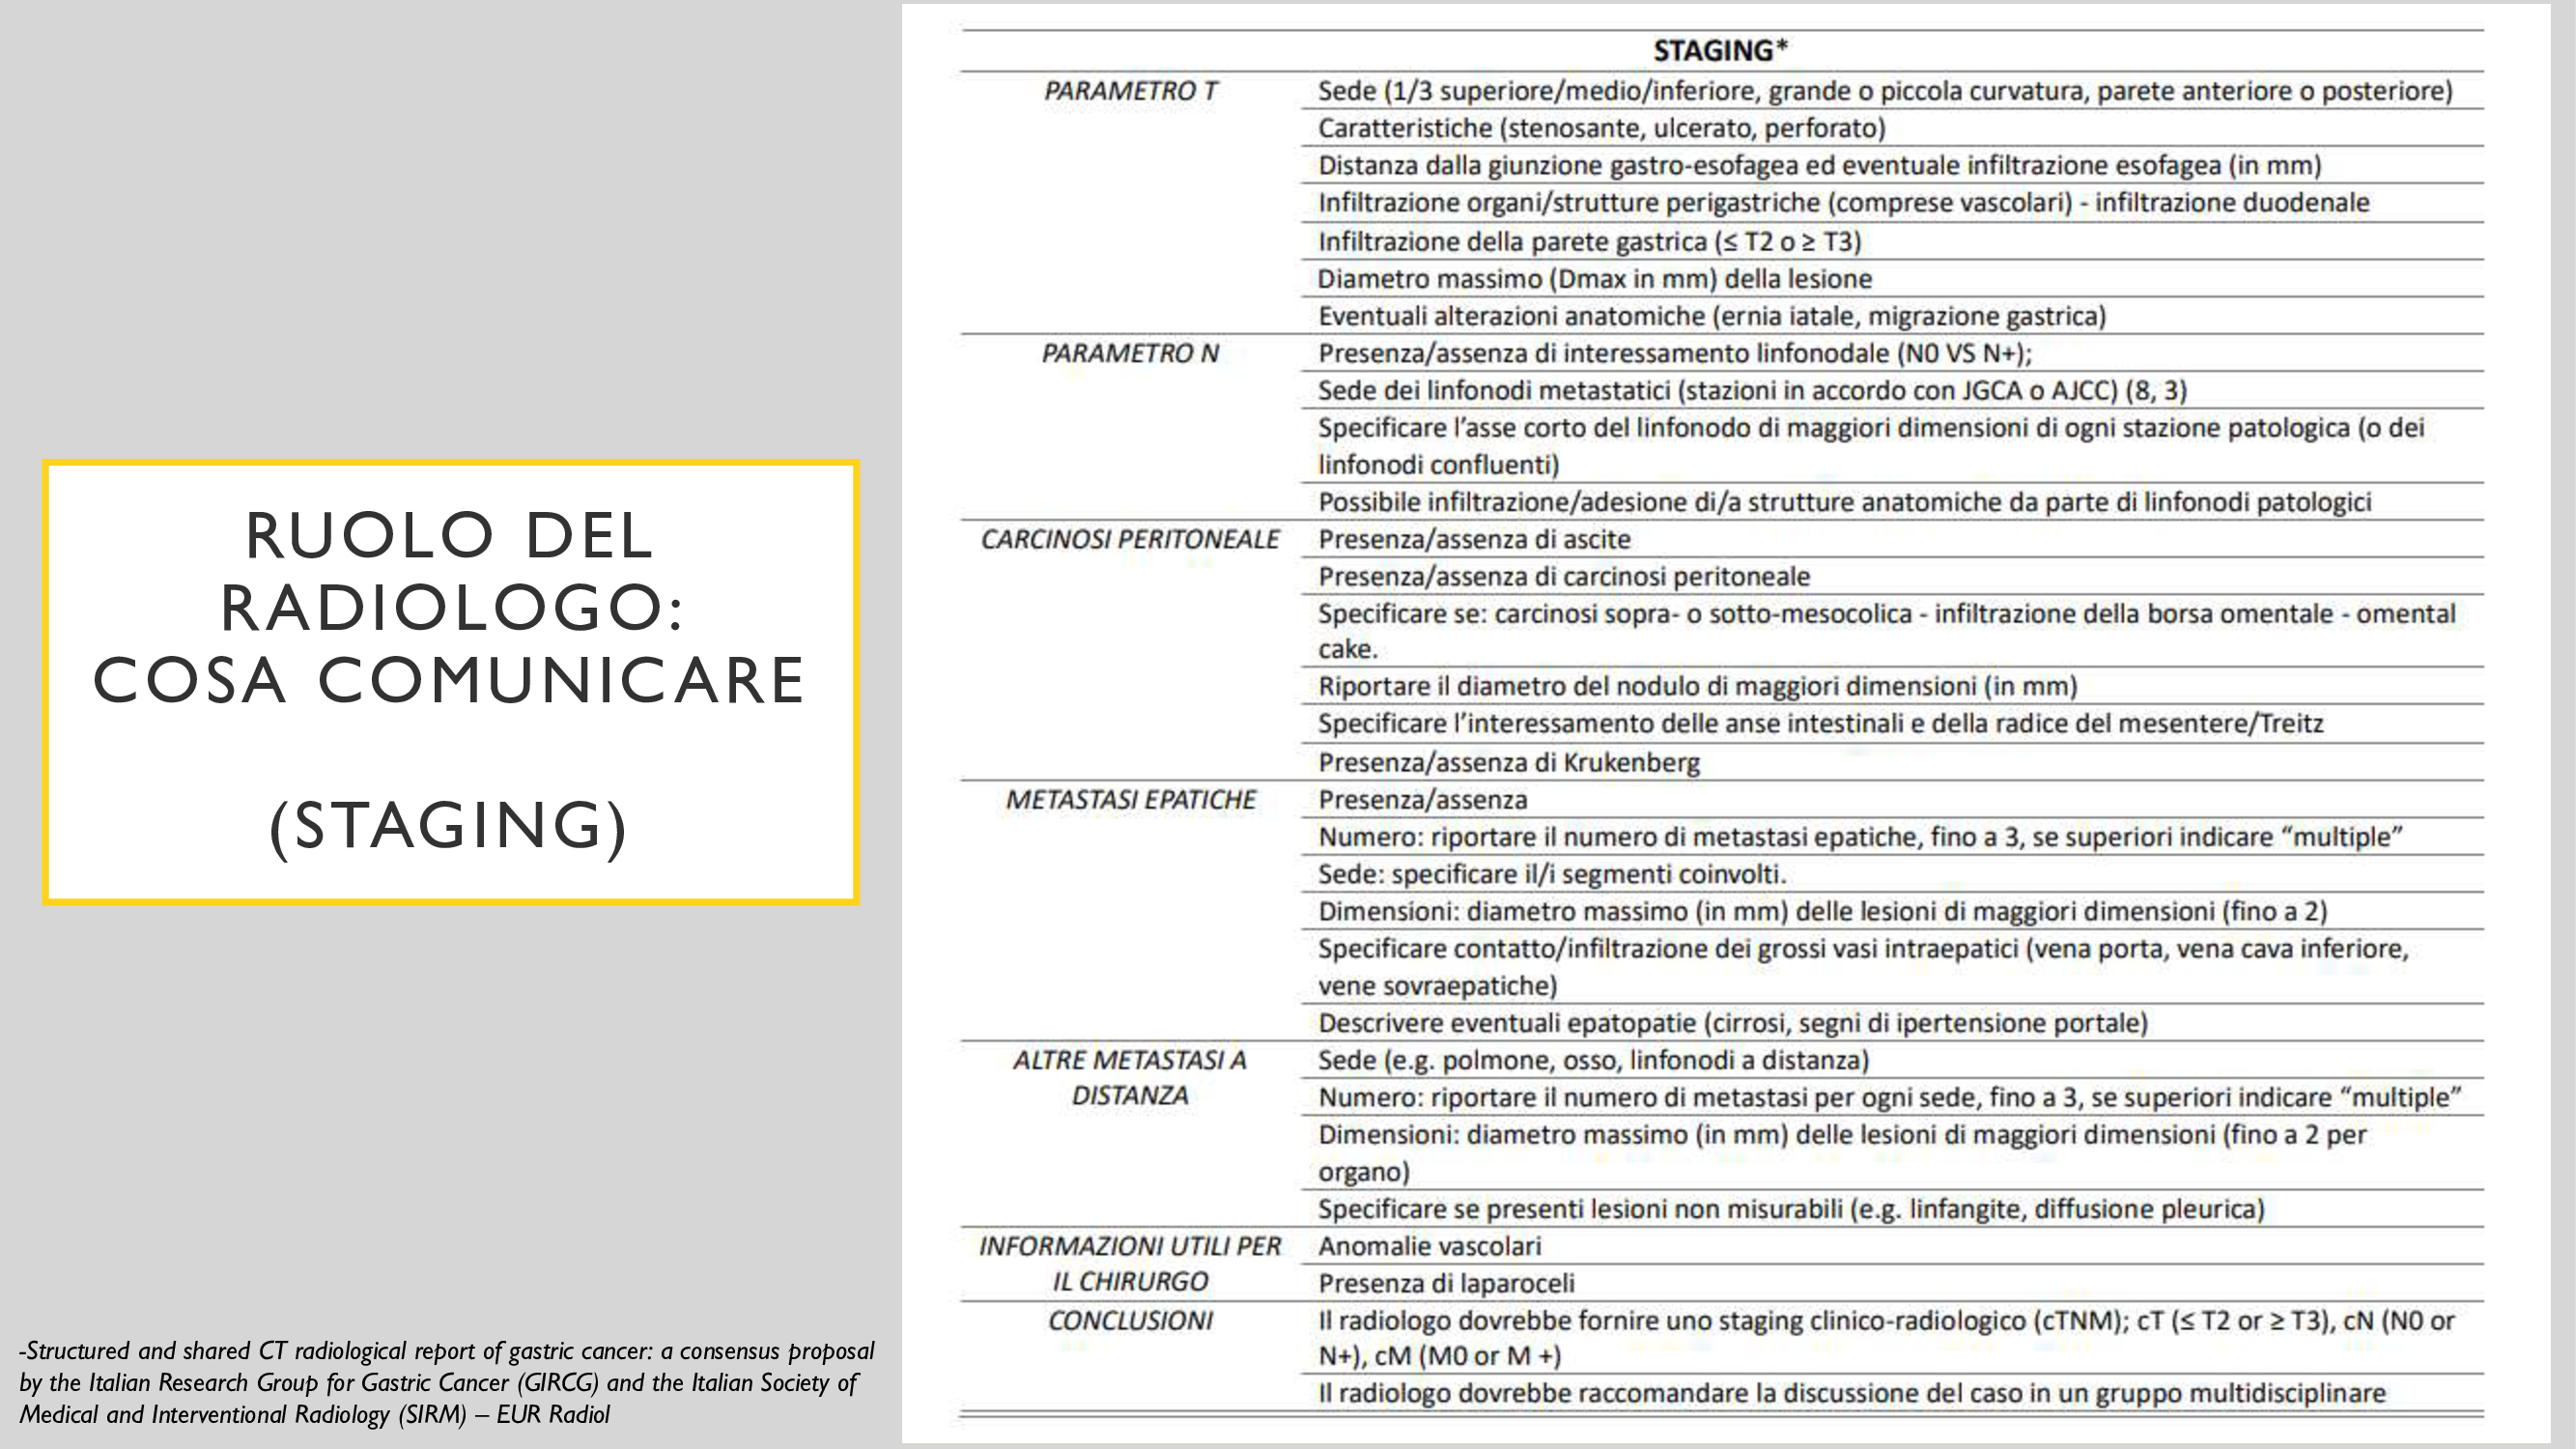 RUOLO DEL
RADIOLOGO:
COSA COMUNICARE
(STAGING)
-Structured and shared CT radiological report of gastric cancer: a consensus proposal
by the Italian Research Group for Gastric Cancer (GIRCG) and the Italian Society of
Medical and Interventional Radiology (SIRM) – EUR Radiol
STAGING*
PARAMETRO T
Sede (1/3 superiore/medio/inferiore, grande o piccola curvatura, parete anteriore o posteriore)
Caratteristiche (stenosante, ulcerato, perforato)
Distanza dalla giunzione gastro-esofagea ed eventuale infiltrazione esofagea (in mm)
Infiltrazione organi/strutture perigastriche (comprese vascolari) - infiltrazione duodenale
Infiltrazione della parete gastrica (≤ T2 o ≥ T3)
Diametro massimo (Dmax in mm) della lesione
Eventuali alterazioni anatomiche (ernia iatale, migrazione gastrica)
PARAMETRO N
Presenza/assenza di interessamento linfonodale (N0 VS N+);
Sede dei linfonodi metastatici (stazioni in accordo con JGCA o AJCC) (8, 3)
Specificare l’asse corto del linfonodo di maggiori dimensioni di ogni stazione patologica (o dei
linfonodi confluenti)
Possibile infiltrazione/adesione di/a strutture anatomiche da parte di linfonodi patologici
CARCINOSI PERITONEALE
Presenza/assenza di ascite
Presenza/assenza di carcinosi peritoneale
Specificare se: carcinosi sopra- o sotto-mesocolica - infiltrazione della borsa omentale - omental
cake.
Riportare il diametro del nodulo di maggiori dimensioni (in mm)
Specificare l’interessamento delle anse intestinali e della radice del mesentere/Treitz
Presenza/assenza di Krukenberg
METASTASI EPATICHE
Presenza/assenza
Numero: riportare il numero di metastasi epatiche, fino a 3, se superiori indicare “multiple”
Sede: specificare il/i segmenti coinvolti.
Dimensioni: diametro massimo (in mm) delle lesioni di maggiori dimensioni (fino a 2)
Specificare contatto/infiltrazione dei grossi vasi intraepatici (vena porta, vena cava inferiore,
vene sovraepatiche)
Descrivere eventuali epatopatie (cirrosi, segni di ipertensione portale)
ALTRE METASTASI A
DISTANZA
Sede (e.g. polmone, osso, linfonodi a distanza)
Numero: riportare il numero di metastasi per ogni sede, fino a 3, se superiori indicare “multiple”
Dimensioni: diametro massimo (in mm) delle lesioni di maggiori dimensioni (fino a 2 per
organo)
Specificare se presenti lesioni non misurabili (e.g. linfangite, diffusione pleurica)
INFORMAZIONI UTILI PER
IL CHIRURGO
Anomalie vascolari
Presenza di laparoceli
CONCLUSIONI
Il radiologo dovrebbe fornire uno staging clinico-radiologico (cTNM); cT (≤ T2 or ≥ T3), cN (N0 or
N+), cM (M0 or M +)
Il radiologo dovrebbe raccomandare la discussione del caso in un gruppo multidisciplinare